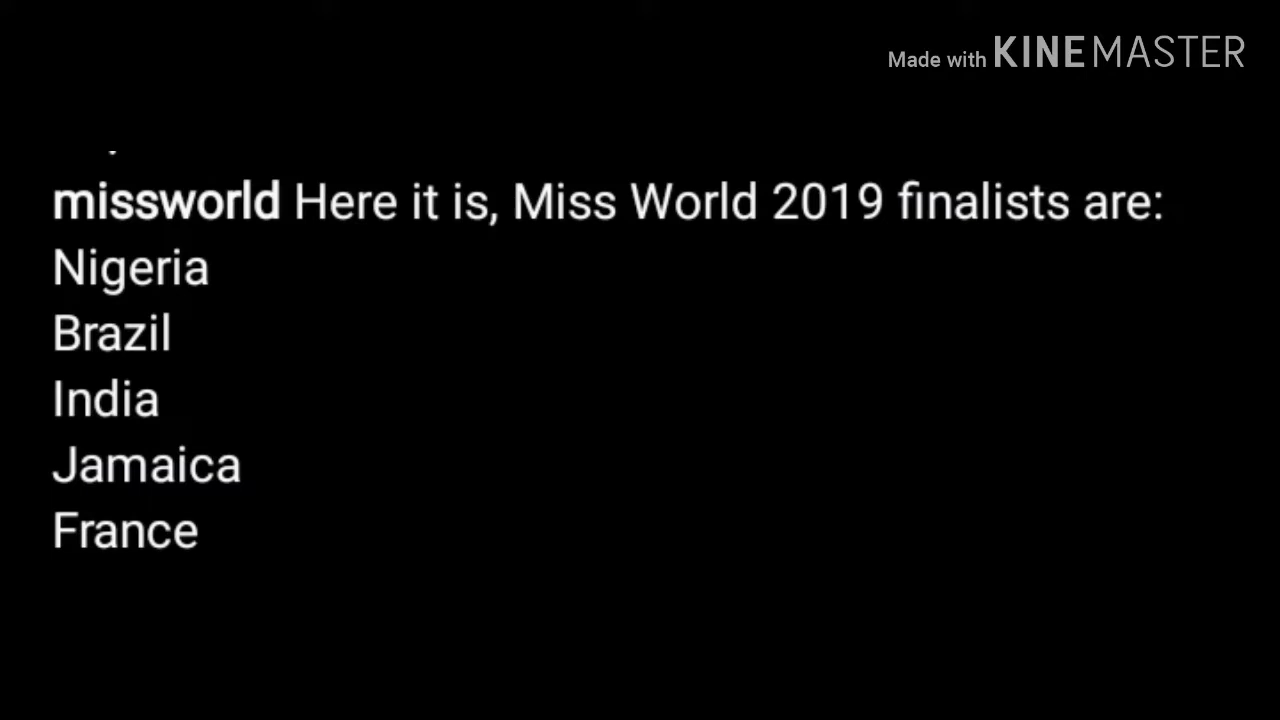 Made with KINEMASTER
missworld Here it is, Miss World 2019 finalists are:
Nigeria
Brazil
India
Jamaica
France